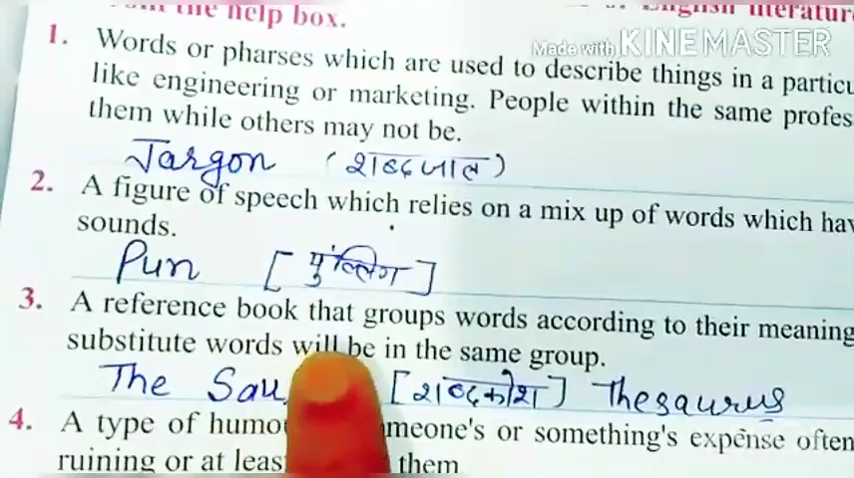 the help box.
English literatur
Made with KINEMASTER
1. Words or pharses which are used to describe things in a particu
like engineering or marketing. People within the same profes
them while others may not be.
Jargon (शब्दजाल)
2. A figure of speech which relies on a mix up of words which hav
sounds.
Pun [पुंल्लिंग]
3. A reference book that groups words according to their meaning
substitute words will be in the same group.
The Sau [शब्दकोश] Thesaurus
4. A type of humo meone's or something's expense often
ruining or at leas them